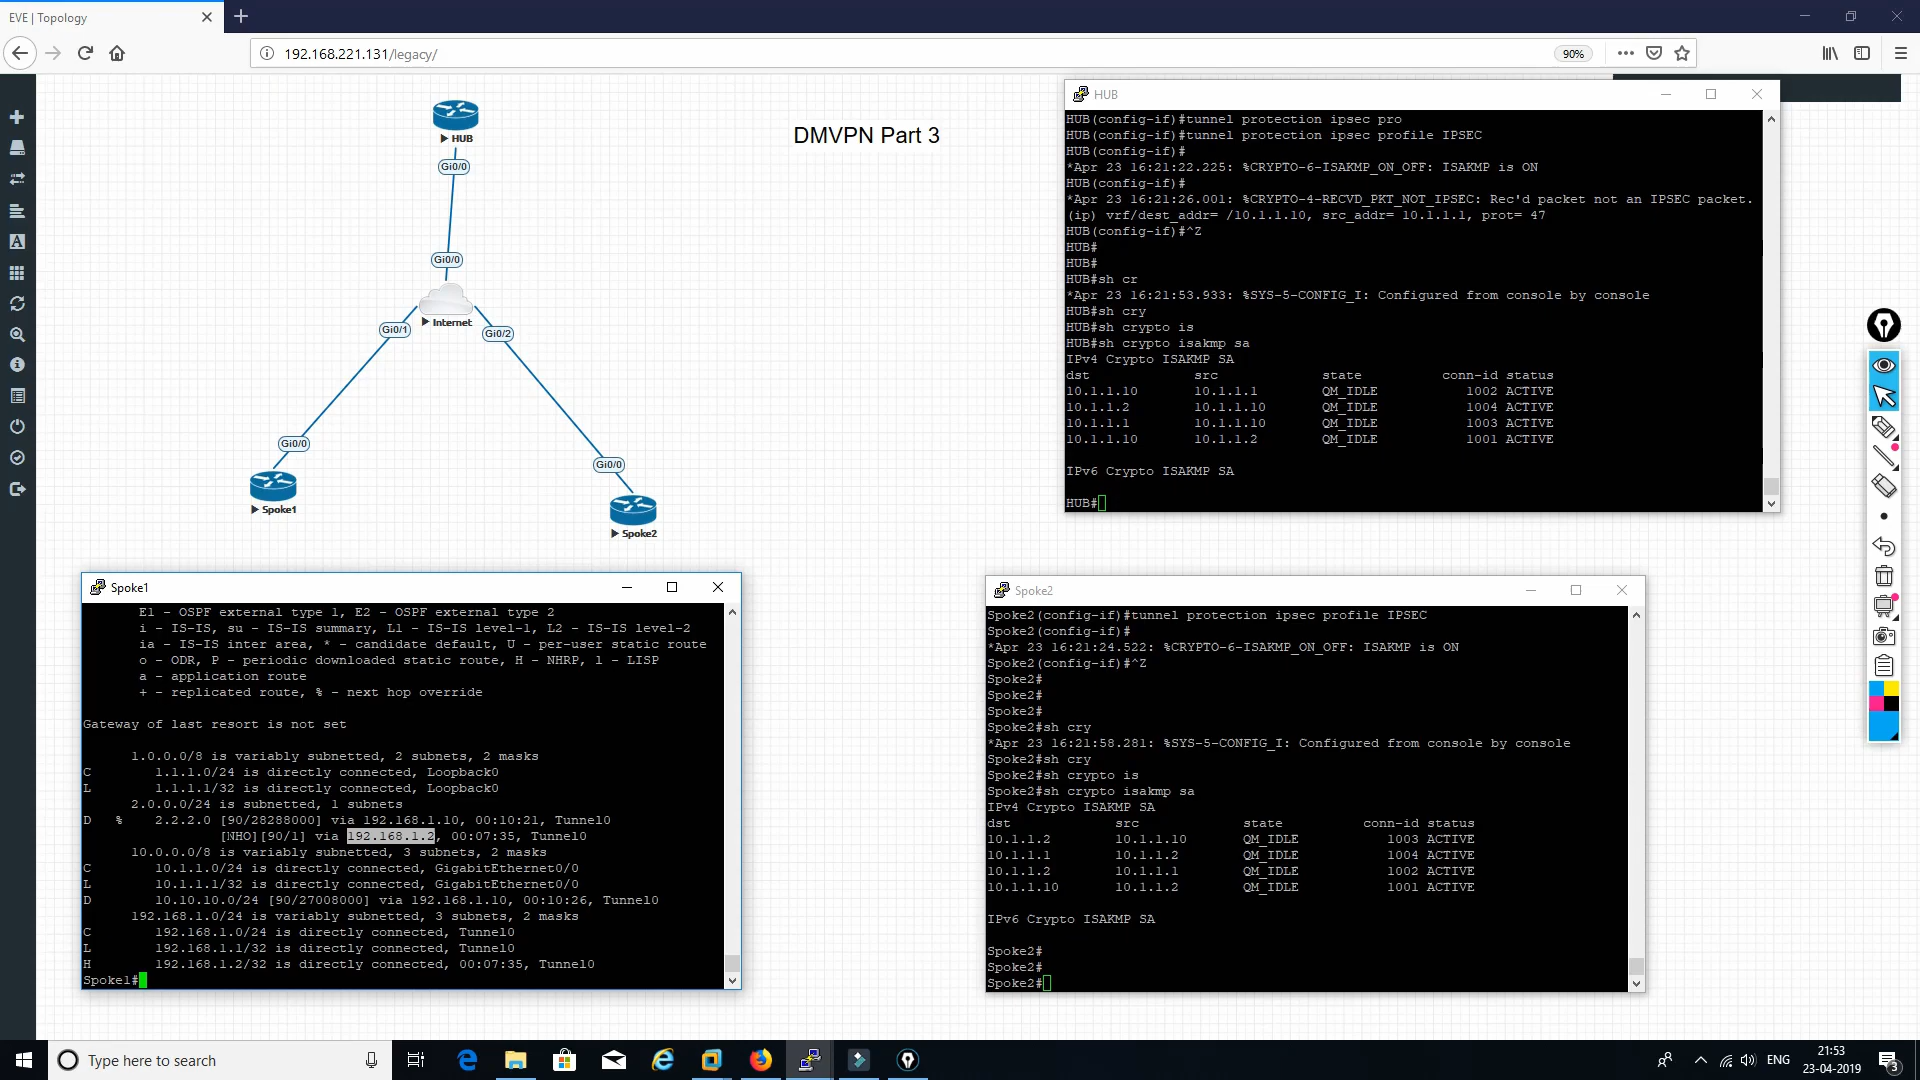 EVE | Topology
192.168.221.131/legacy/
90%
HUB
Gi0/0
DMVPN Part 3
Gi0/0
Internet
Gi0/1
Gi0/2
Gi0/0
Gi0/0
Spoke1
Spoke2
HUB
HUB(config-if)#tunnel protection ipsec pro
HUB(config-if)#tunnel protection ipsec profile IPSEC
HUB(config-if)#
*Apr 23 16:21:22.225: %CRYPTO-6-ISAKMP_ON_OFF: ISAKMP is ON
HUB(config-if)#
*Apr 23 16:21:26.001: %CRYPTO-4-RECVD_PKT_NOT_IPSEC: Rec'd packet not an IPSEC packet.
(ip) vrf/dest_addr= /10.1.1.10, src_addr= 10.1.1.1, prot= 47
HUB(config-if)#^Z
HUB#
HUB#
HUB#sh cr
*Apr 23 16:21:53.933: %SYS-5-CONFIG_I: Configured from console by console
HUB#sh cry
HUB#sh crypto is
HUB#sh crypto isakmp sa
IPv4 Crypto ISAKMP SA
dst src state conn-id status
10.1.1.10 10.1.1.1 QM_IDLE 1002 ACTIVE
10.1.1.2 10.1.1.10 QM_IDLE 1004 ACTIVE
10.1.1.1 10.1.1.10 QM_IDLE 1003 ACTIVE
10.1.1.10 10.1.1.2 QM_IDLE 1001 ACTIVE
IPv6 Crypto ISAKMP SA
HUB#
Spoke1
E1 - OSPF external type 1, E2 - OSPF external type 2
i - IS-IS, su - IS-IS summary, L1 - IS-IS level-1, L2 - IS-IS level-2
ia - IS-IS inter area, * - candidate default, U - per-user static route
o - ODR, P - periodic downloaded static route, H - NHRP, l - LISP
a - application route
+ - replicated route, % - next hop override
Gateway of last resort is not set
1.0.0.0/8 is variably subnetted, 2 subnets, 2 masks
C 1.1.1.0/24 is directly connected, Loopback0
L 1.1.1.1/32 is directly connected, Loopback0
2.0.0.0/24 is subnetted, 1 subnets
D % 2.2.2.0 [90/28288000] via 192.168.1.10, 00:10:21, Tunnel0
[NHO][90/1] via 192.168.1.2, 00:07:35, Tunnel0
10.0.0.0/8 is variably subnetted, 3 subnets, 2 masks
C 10.1.1.0/24 is directly connected, GigabitEthernet0/0
L 10.1.1.1/32 is directly connected, GigabitEthernet0/0
D 10.10.10.0/24 [90/27008000] via 192.168.1.10, 00:10:26, Tunnel0
192.168.1.0/24 is variably subnetted, 3 subnets, 2 masks
C 192.168.1.0/24 is directly connected, Tunnel0
L 192.168.1.1/32 is directly connected, Tunnel0
H 192.168.1.2/32 is directly connected, 00:07:35, Tunnel0
Spoke1#
Spoke2
Spoke2(config-if)#tunnel protection ipsec profile IPSEC
Spoke2(config-if)#
*Apr 23 16:21:24.522: %CRYPTO-6-ISAKMP_ON_OFF: ISAKMP is ON
Spoke2(config-if)#^Z
Spoke2#
Spoke2#
Spoke2#
Spoke2#sh cry
*Apr 23 16:21:58.281: %SYS-5-CONFIG_I: Configured from console by console
Spoke2#sh cry
Spoke2#sh crypto is
Spoke2#sh crypto isakmp sa
IPv4 Crypto ISAKMP SA
dst src state conn-id status
10.1.1.2 10.1.1.10 QM_IDLE 1003 ACTIVE
10.1.1.1 10.1.1.2 QM_IDLE 1004 ACTIVE
10.1.1.2 10.1.1.1 QM_IDLE 1002 ACTIVE
10.1.1.10 10.1.1.2 QM_IDLE 1001 ACTIVE
IPv6 Crypto ISAKMP SA
Spoke2#
Spoke2#
Spoke2#
Type here to search
ENG
21:53
23-04-2019
3